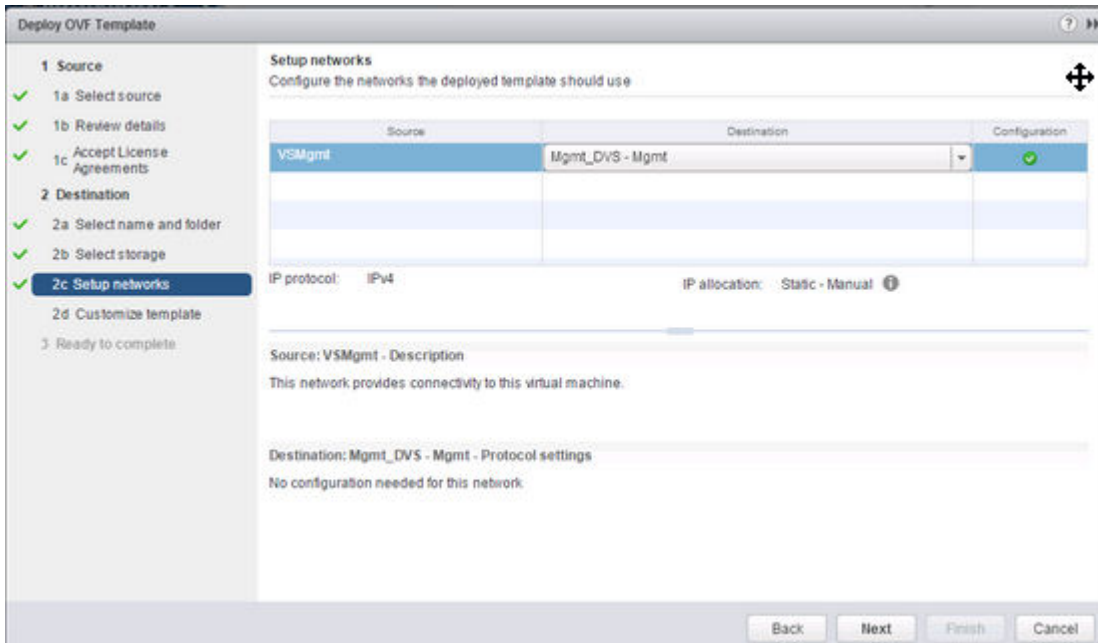 Deploy OVF Template
1 Source
1a Select source
1b Review details
1c Accept License
Agreements
2 Destination
2a Select name and folder
2b Select storage
2c Setup networks
2d Customize template
3 Ready to complete
Setup networks
Configure the networks the deployed template should use
Source Destination Configuration
VSMgmt Mgmt_DVS - Mgmt
IP protocol: IPv4 IP allocation: Static - Manual
Source: VSMgmt - Description
This network provides connectivity to this virtual machine.
Destination: Mgmt_DVS - Mgmt - Protocol settings
No configuration needed for this network
Back Next Finish Cancel